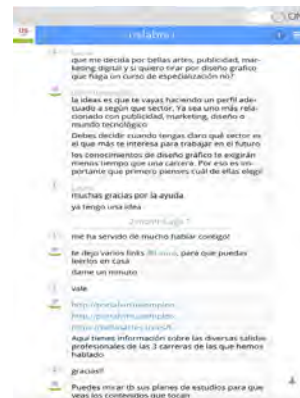 us
que me decida por bellas artes, publicidad, mar-
keting digital y si quiero tirar por diseño grafico
que haga un curso de especialización no?
la ideas es que te vayas haciendo un perfil ade-
cuado a según que sector. Ya sea uno más rela-
cionado con publicidad, marketing, diseño o
mundo tecnológico
Debes decidir cuando tengas claro qué sector es
el que más te interesa para trabajar en el futuro
los conocimientos de diseño gráfico te exigirán
menos tiempo que una carrera. Por eso es im-
portante que primero pienses cuál de ellas elegir
muchas gracias por la ayuda
ya tengo una idea
me ha servido de mucho hablar contigo!
te dejo varios links para que puedas
leerlos en casa
dame un minuto
vale
Aquí tienes información sobre las diversas salidas
profesionales de las 3 carreras de las que hemos
hablado
gracias!!
Puedes mirar tb sus planes de estudios para que
veas los contenidos que tocan